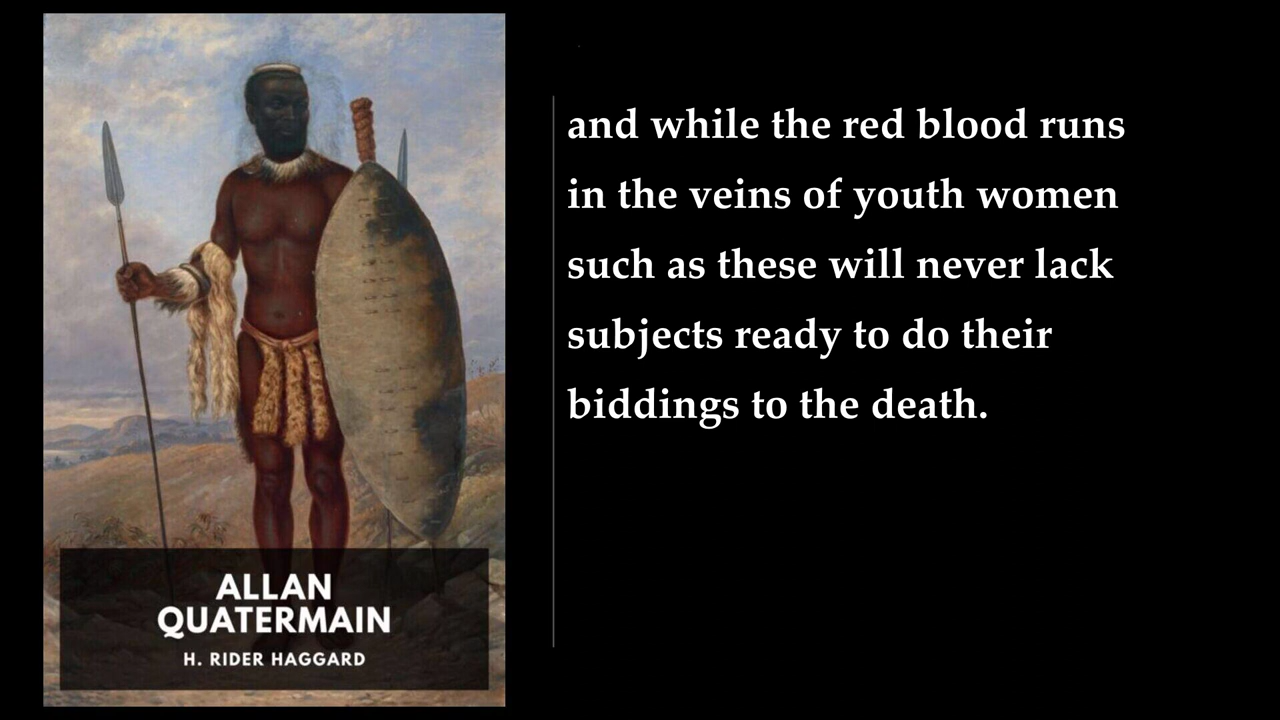 and while the red blood runs
in the veins of youth women
such as these will never lack
subjects ready to do their
biddings to the death.
ALLAN
QUATERMAIN
H. RIDER HAGGARD